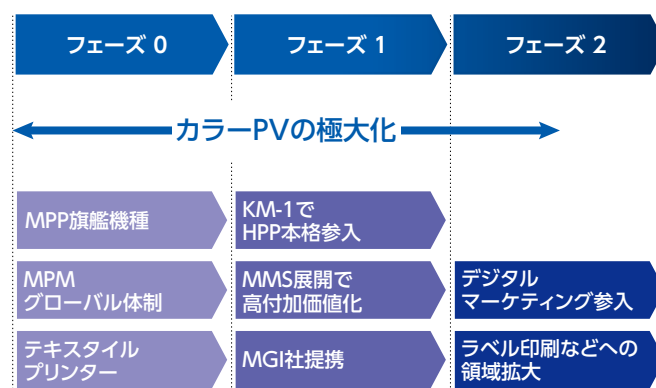 フェーズ 0
フェーズ 1
フェーズ 2
カラーPVの極大化
MPP旗艦機種
KM-1で
HPP本格参入
MPM
グローバル体制
MMS展開で
高付加価値化
デジタル
マーケティング参入
テキスタイル
プリンター
MGI社提携
ラベル印刷などへの
領域拡大